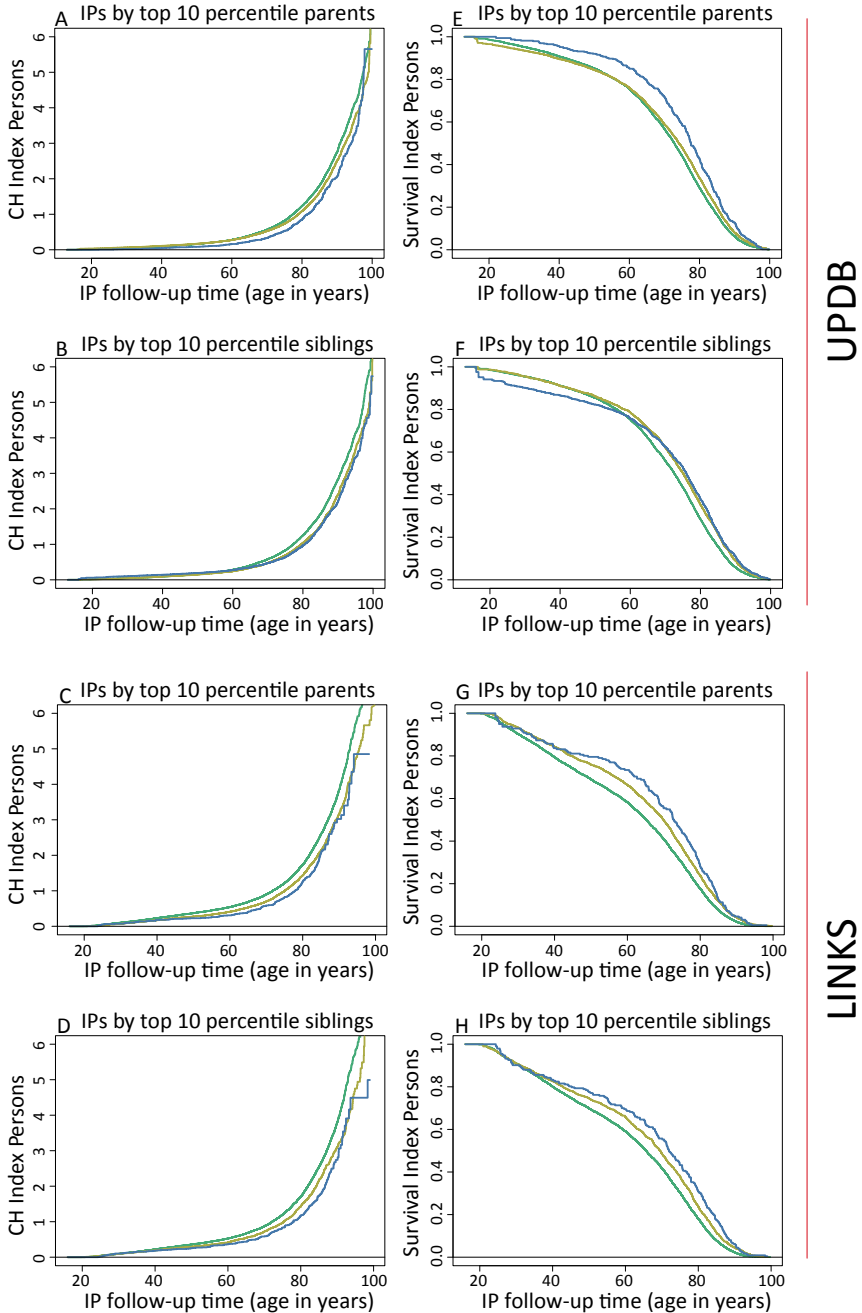 A IPs by top 10 percentile parents
CH Index Persons
0 1 2 3 4 5 6
20 40 60 80 100
IP follow-up time (age in years)
E IPs by top 10 percentile parents
Survival Index Persons
0.0 0.2 0.4 0.6 0.8 1.0
20 40 60 80 100
IP follow-up time (age in years)
B IPs by top 10 percentile siblings
CH Index Persons
0 1 2 3 4 5 6
20 40 60 80 100
IP follow-up time (age in years)
F IPs by top 10 percentile siblings
Survival Index Persons
0.0 0.2 0.4 0.6 0.8 1.0
20 40 60 80 100
IP follow-up time (age in years)
UPDB
C IPs by top 10 percentile parents
CH Index Persons
0 1 2 3 4 5 6
20 40 60 80 100
IP follow-up time (age in years)
G IPs by top 10 percentile parents
Survival Index Persons
0.0 0.2 0.4 0.6 0.8 1.0
20 40 60 80 100
IP follow-up time (age in years)
D IPs by top 10 percentile siblings
CH Index Persons
0 1 2 3 4 5 6
20 40 60 80 100
IP follow-up time (age in years)
H IPs by top 10 percentile siblings
Survival Index Persons
0.0 0.2 0.4 0.6 0.8 1.0
20 40 60 80 100
IP follow-up time (age in years)
LINKS